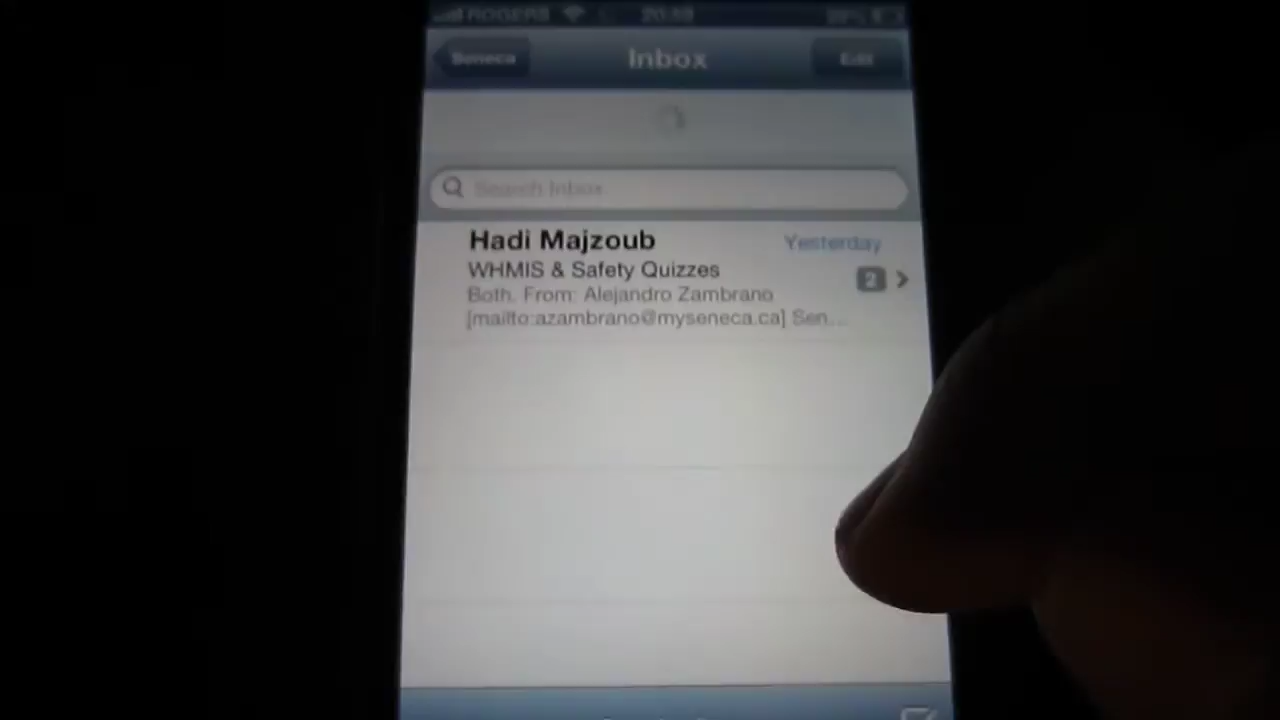 ROGERS
Seneca
Inbox
Edit
Search Inbox
Hadi Majzoub
Yesterday
WHMIS & Safety Quizzes
2
Both. From: Alejandro Zambrano
[mailto:azambrano@myseneca.ca] Sen...